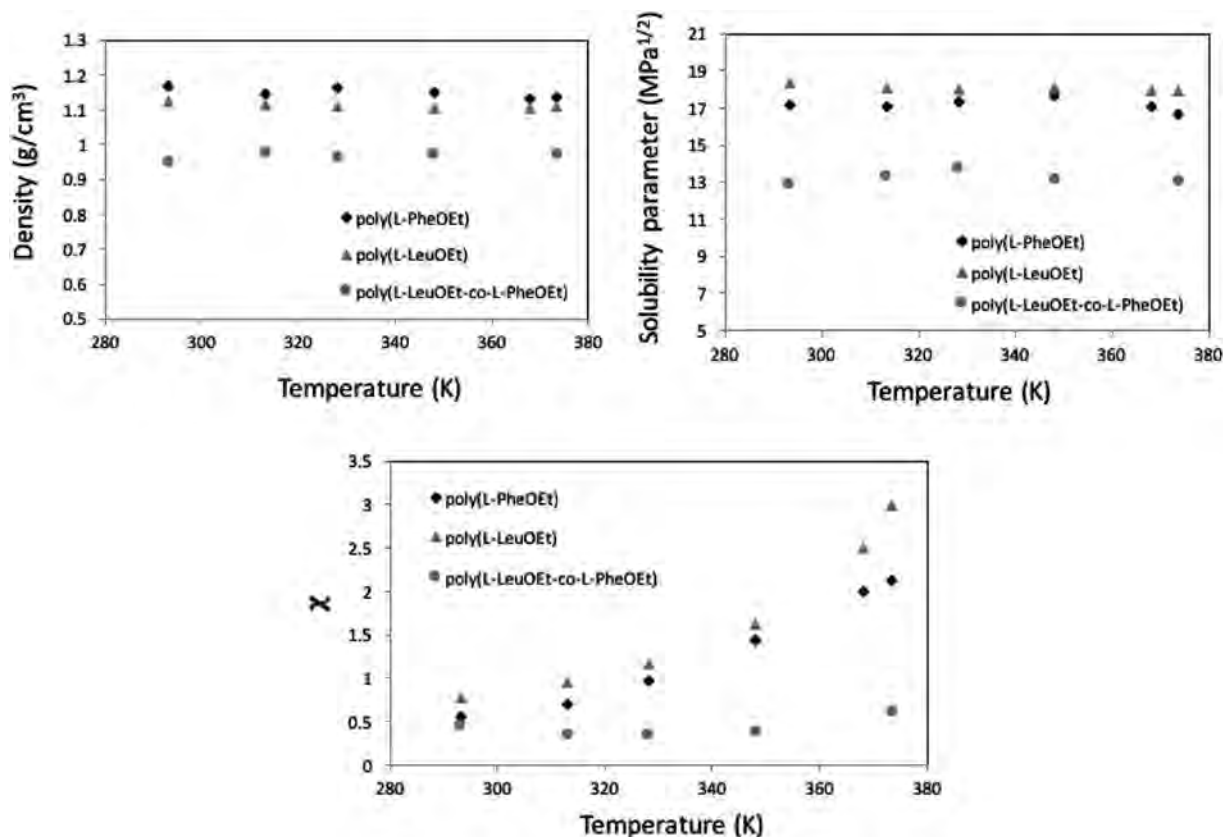 Density (g/cm³)
1.3
1.2
1.1
1
0.9
0.8
0.7
0.6
0.5
poly(L-PheOEt)
poly(L-LeuOEt)
poly(L-LeuOEt-co-L-PheOEt)
280 300 320 340 360 380
Temperature (K)
Solubility parameter (MPa^1/2)
21
19
17
15
13
11
9
7
5
poly(L-PheOEt)
poly(L-LeuOEt)
poly(L-LeuOEt-co-L-PheOEt)
280 300 320 340 360 380
Temperature (K)
χ
3.5
3
2.5
2
1.5
1
0.5
0
poly(L-PheOEt)
poly(L-LeuOEt)
poly(L-LeuOEt-co-L-PheOEt)
280 300 320 340 360 380
Temperature (K)